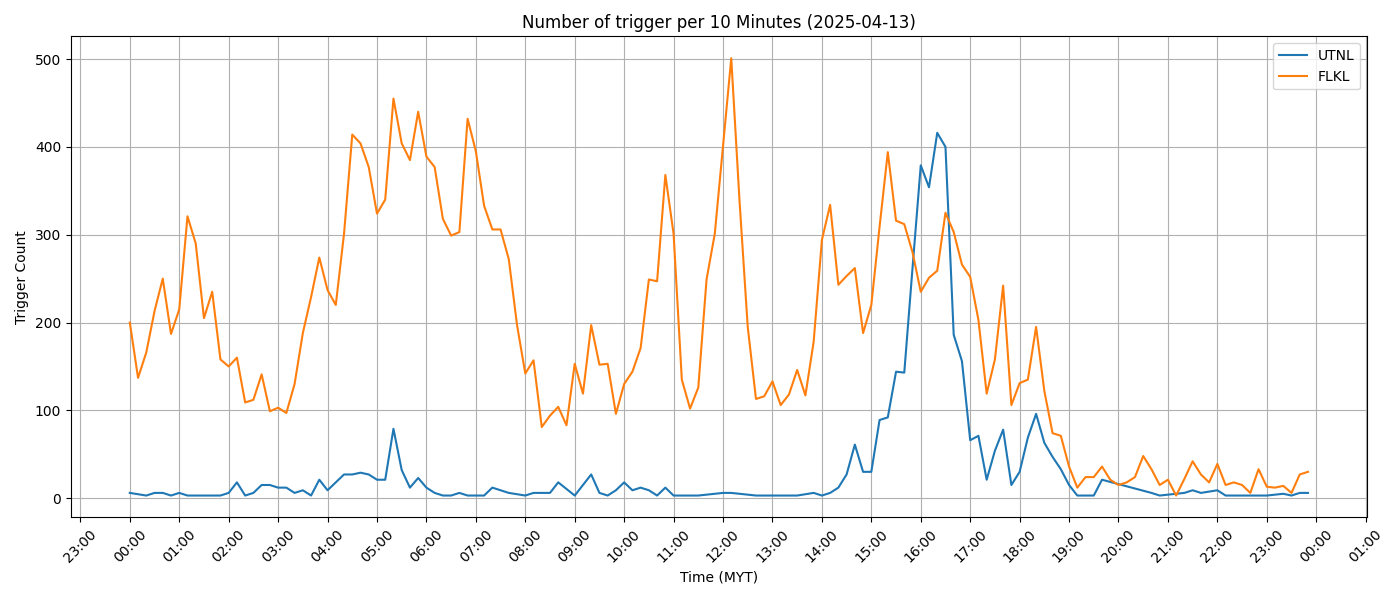 Number of trigger per 10 Minutes (2025-04-13)
UTNL
FLKL
Trigger Count
500
400
300
200
100
0
23:00 00:00 01:00 02:00 03:00 04:00 05:00 06:00 07:00 08:00 09:00 10:00 11:00 12:00 13:00 14:00 15:00 16:00 17:00 18:00 19:00 20:00 21:00 22:00 23:00 00:00 01:00
Time (MYT)